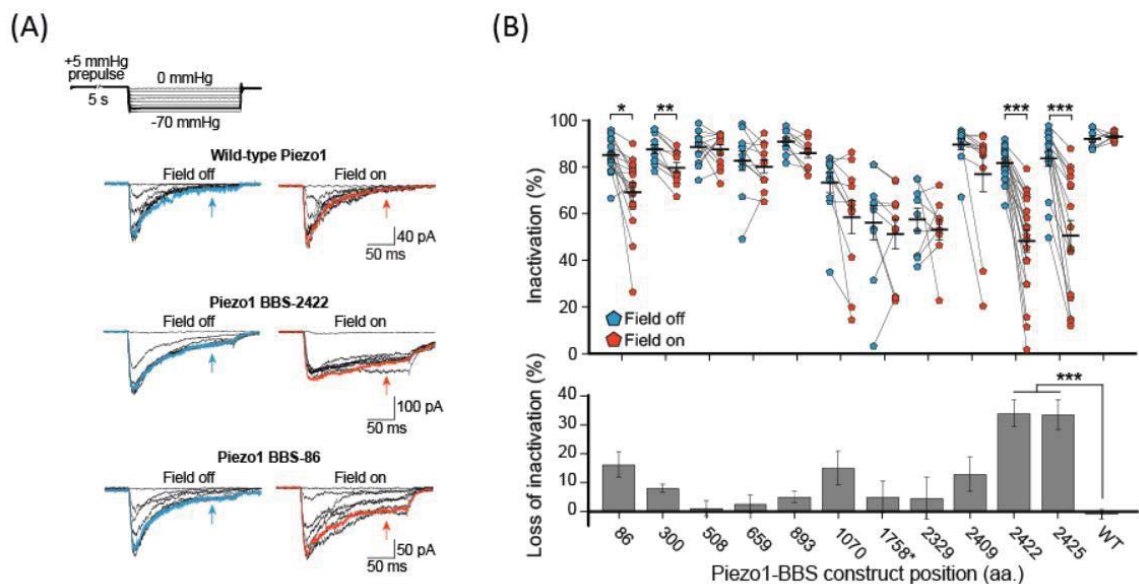 (A)
+5 mmHg
prepulse
5 s
0 mmHg
-70 mmHg
Wild-type Piezo1
Field off
Field on
40 pA
50 ms
Piezo1 BBS-2422
Field off
Field on
100 pA
50 ms
Piezo1 BBS-86
Field off
Field on
50 pA
50 ms
(B)
* ** *** ***
Inactivation (%)
100
80
60
40
20
0
Field off
Field on
Loss of inactivation (%)
40
30
20
10
0
***
86 300 508 659 893 1070 1758* 2329 2409 2422 2425 WT
Piezo1-BBS construct position (aa.)